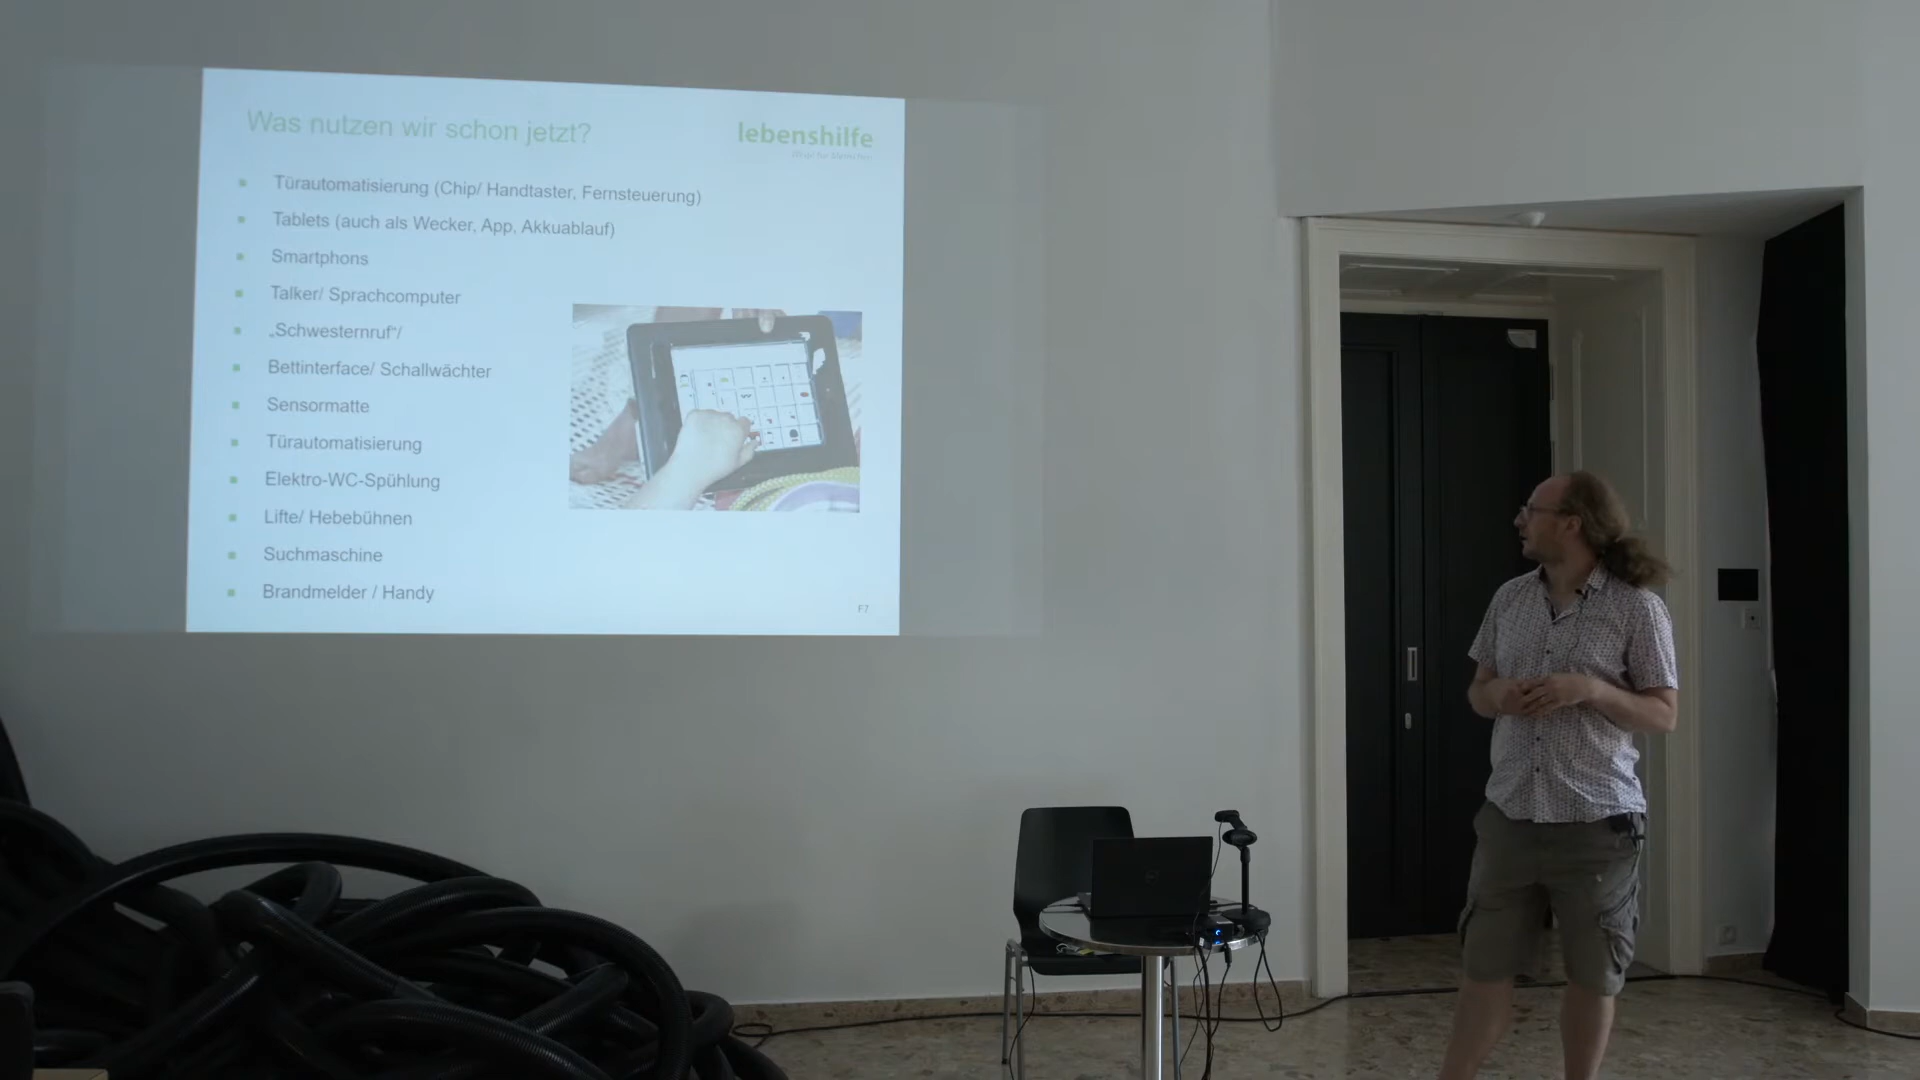 Was nutzen wir schon jetzt?
lebenshilfe
Türautomatisierung (Chip/ Handtaster, Fernsteuerung)
Tablets (auch als Wecker, App, Akkuablauf)
Smartphons
Talker/ Sprachcomputer
„Schwesternruf“/
Bettinterface/ Schallwächter
Sensormatte
Türautomatisierung
Elektro-WC-Spühlung
Lifte/ Hebebühnen
Suchmaschine
Brandmelder / Handy
F7